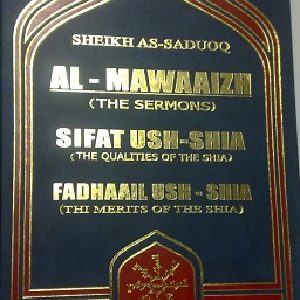 SHEIKH AS-SADUOQ
AL - MAWAAIZH
(THE SERMONS)
SIFAT USH-SHIA
(THE QUALITIES OF THE SHIA)
FADHAAIL USH - SHIA
(THI MERITS OF THE SHIA)